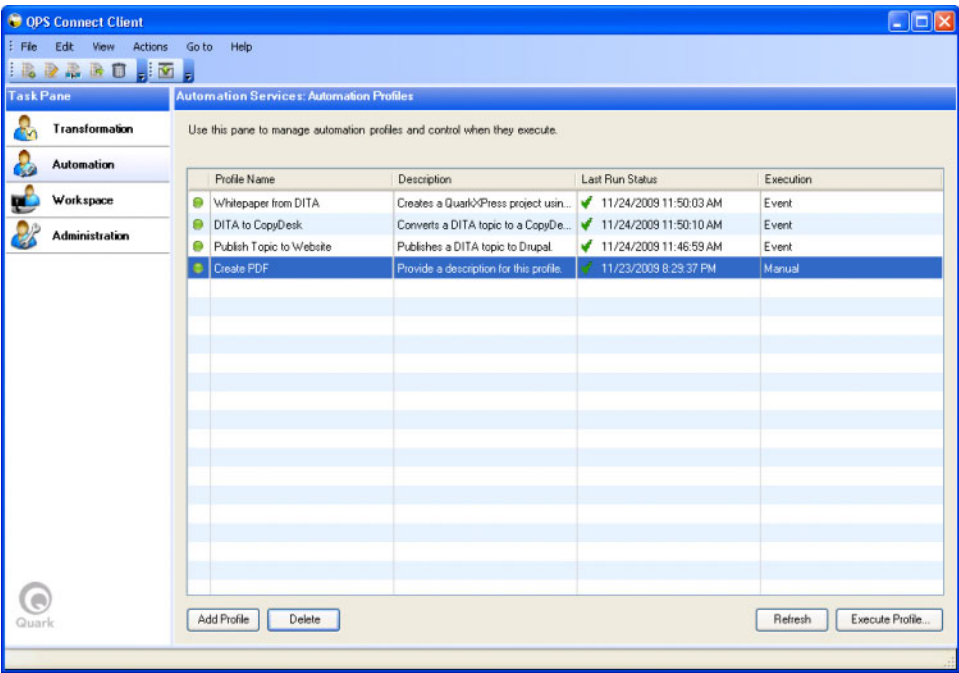 QPS Connect Client
File Edit View Actions Go to Help
Task Pane
Automation Services: Automation Profiles
Transformation
Automation
Workspace
Administration
Use this pane to manage automation profiles and control when they execute.
Profile Name Description Last Run Status Execution
Whitepaper from DITA Creates a QuarkXPress project usin... 11/24/2009 11:50:03 AM Event
DITA to CopyDesk Converts a DITA topic to a CopyDe... 11/24/2009 11:50:10 AM Event
Publish Topic to Website Publishes a DITA topic to Drupal. 11/24/2009 11:46:59 AM Event
Create PDF Provide a description for this profile. 11/23/2009 8:29:37 PM Manual
Quark
Add Profile Delete Refresh Execute Profile...